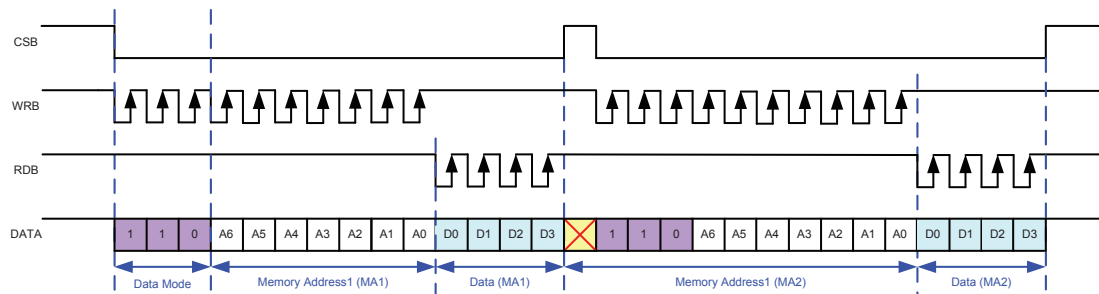 CSB
WRB
RDB
DATA 1 1 0 A6 A5 A4 A3 A2 A1 A0 D0 D1 D2 D3 1 1 0 A6 A5 A4 A3 A2 A1 A0 D0 D1 D2 D3
Data Mode Memory Address1 (MA1) Data (MA1) Memory Address1 (MA2) Data (MA2)